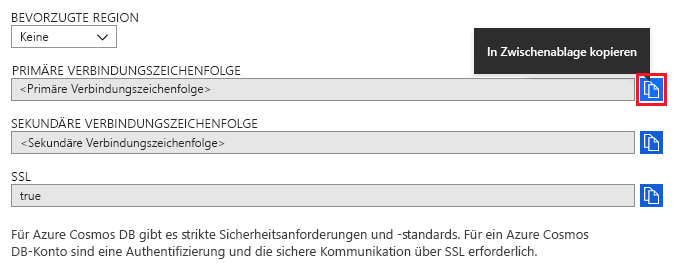 BEVORZUGTE REGION
Keine
In Zwischenablage kopieren
PRIMÄRE VERBINDUNGSZEICHENFOLGE
<Primäre Verbindungszeichenfolge>
SEKUNDÄRE VERBINDUNGSZEICHENFOLGE
<Sekundäre Verbindungszeichenfolge>
SSL
true
Für Azure Cosmos DB gibt es strikte Sicherheitsanforderungen und -standards. Für ein Azure Cosmos
DB-Konto sind eine Authentifizierung und die sichere Kommunikation über SSL erforderlich.